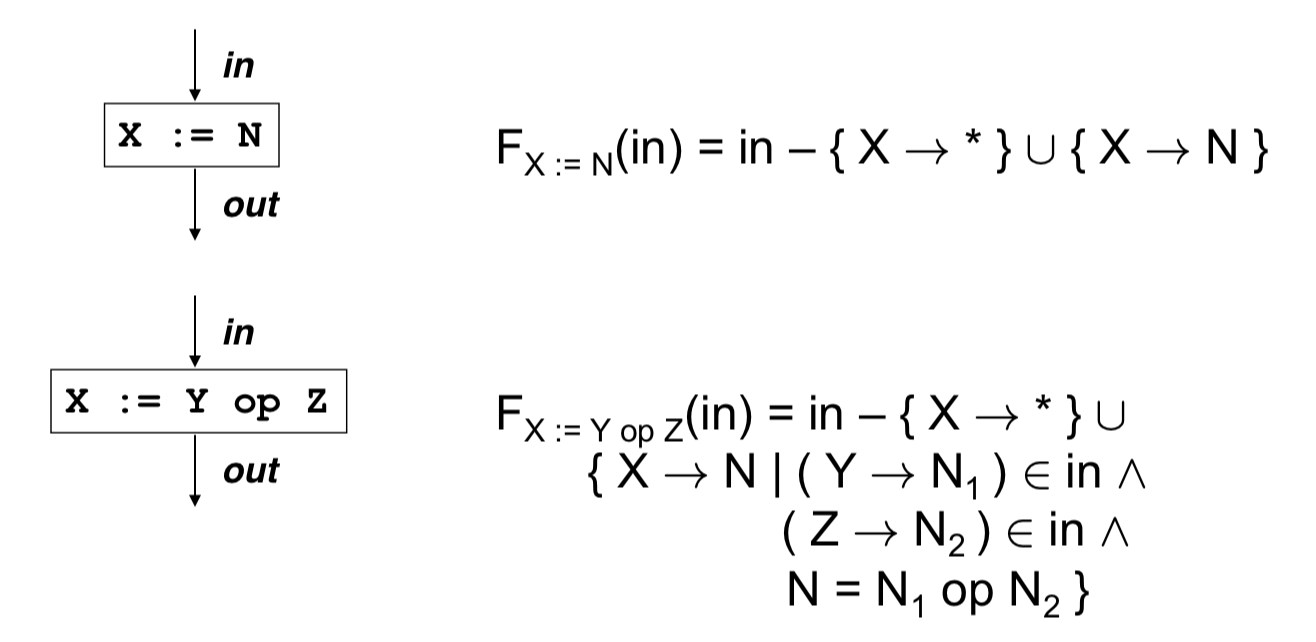 in
X := N
F_{X := N}(in) = in – { X → * } ∪ { X → N }
out
in
X := Y op Z
F_{X := Y op Z}(in) = in – { X → * } ∪
{ X → N | ( Y → N₁ ) ∈ in ∧
out
( Z → N₂ ) ∈ in ∧
N = N₁ op N₂ }